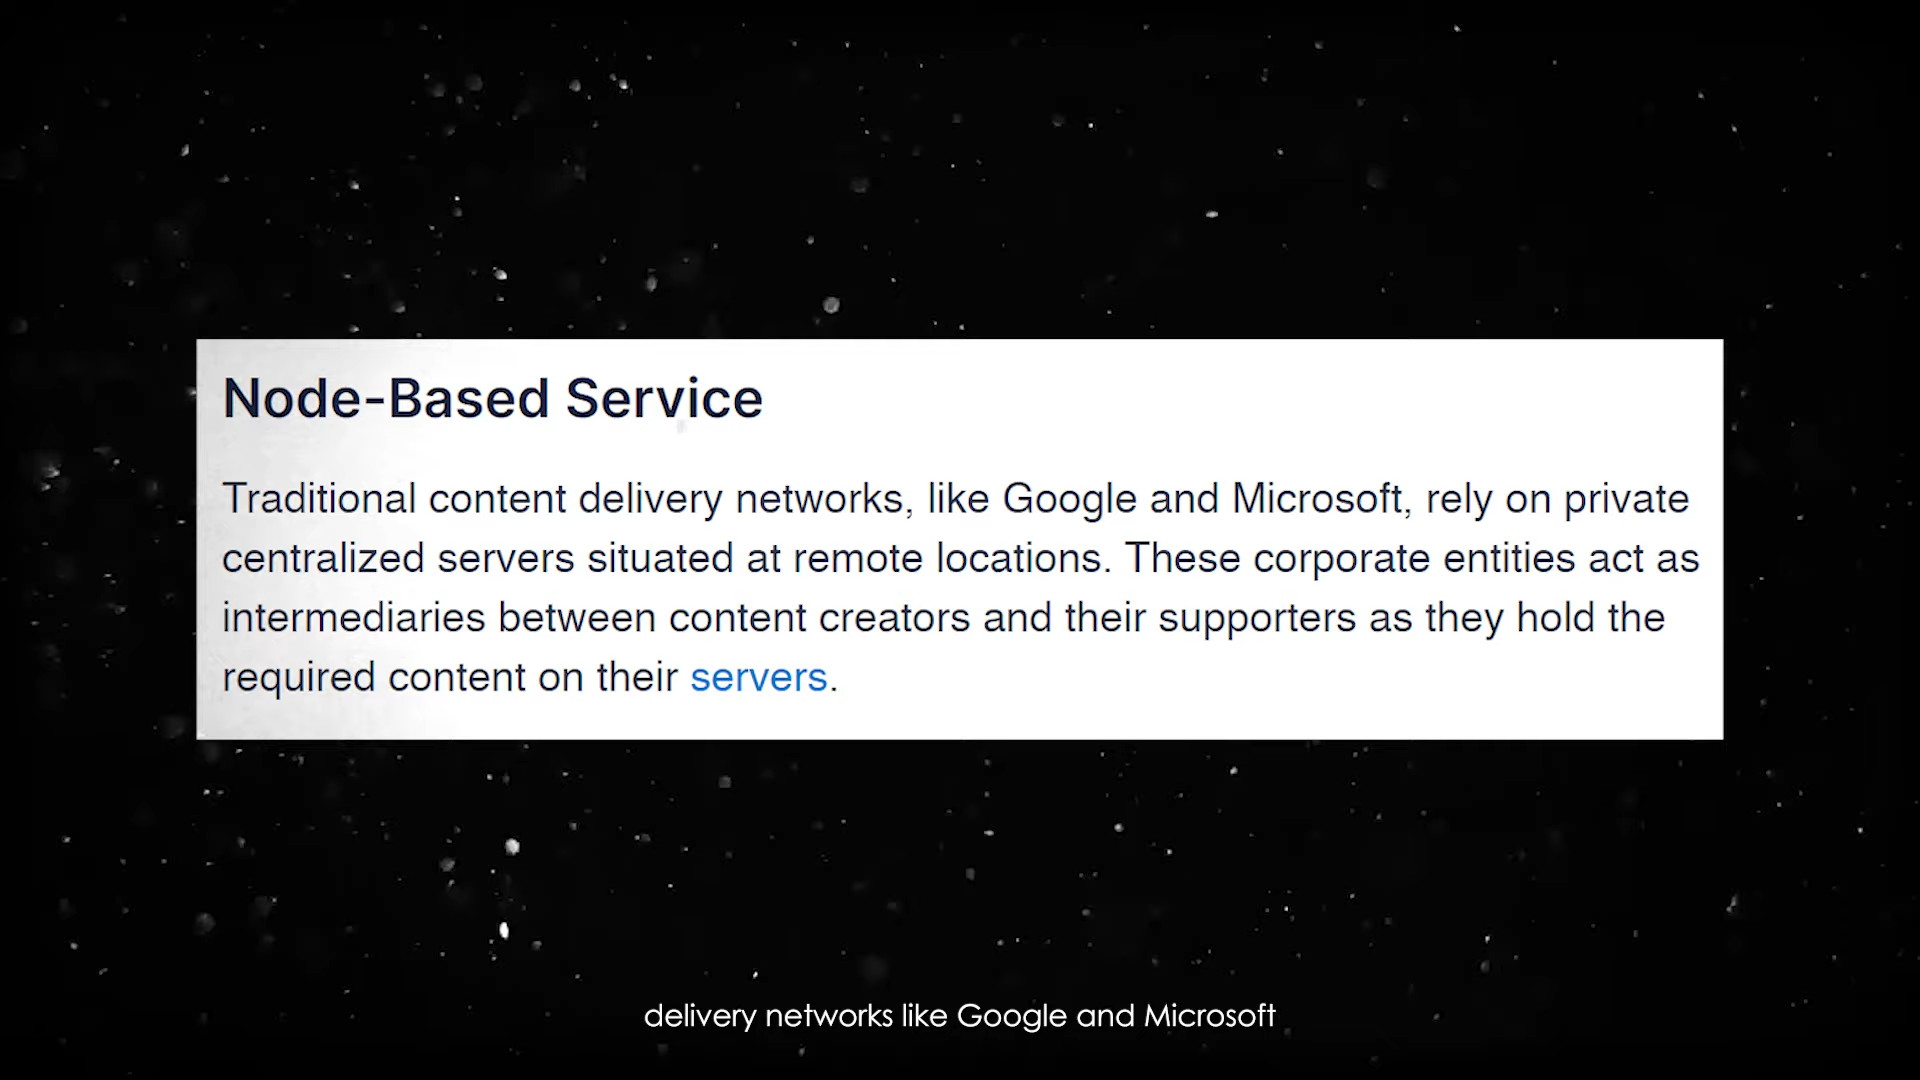 Node-Based Service
Traditional content delivery networks, like Google and Microsoft, rely on private
centralized servers situated at remote locations. These corporate entities act as
intermediaries between content creators and their supporters as they hold the
required content on their servers.
delivery networks like Google and Microsoft